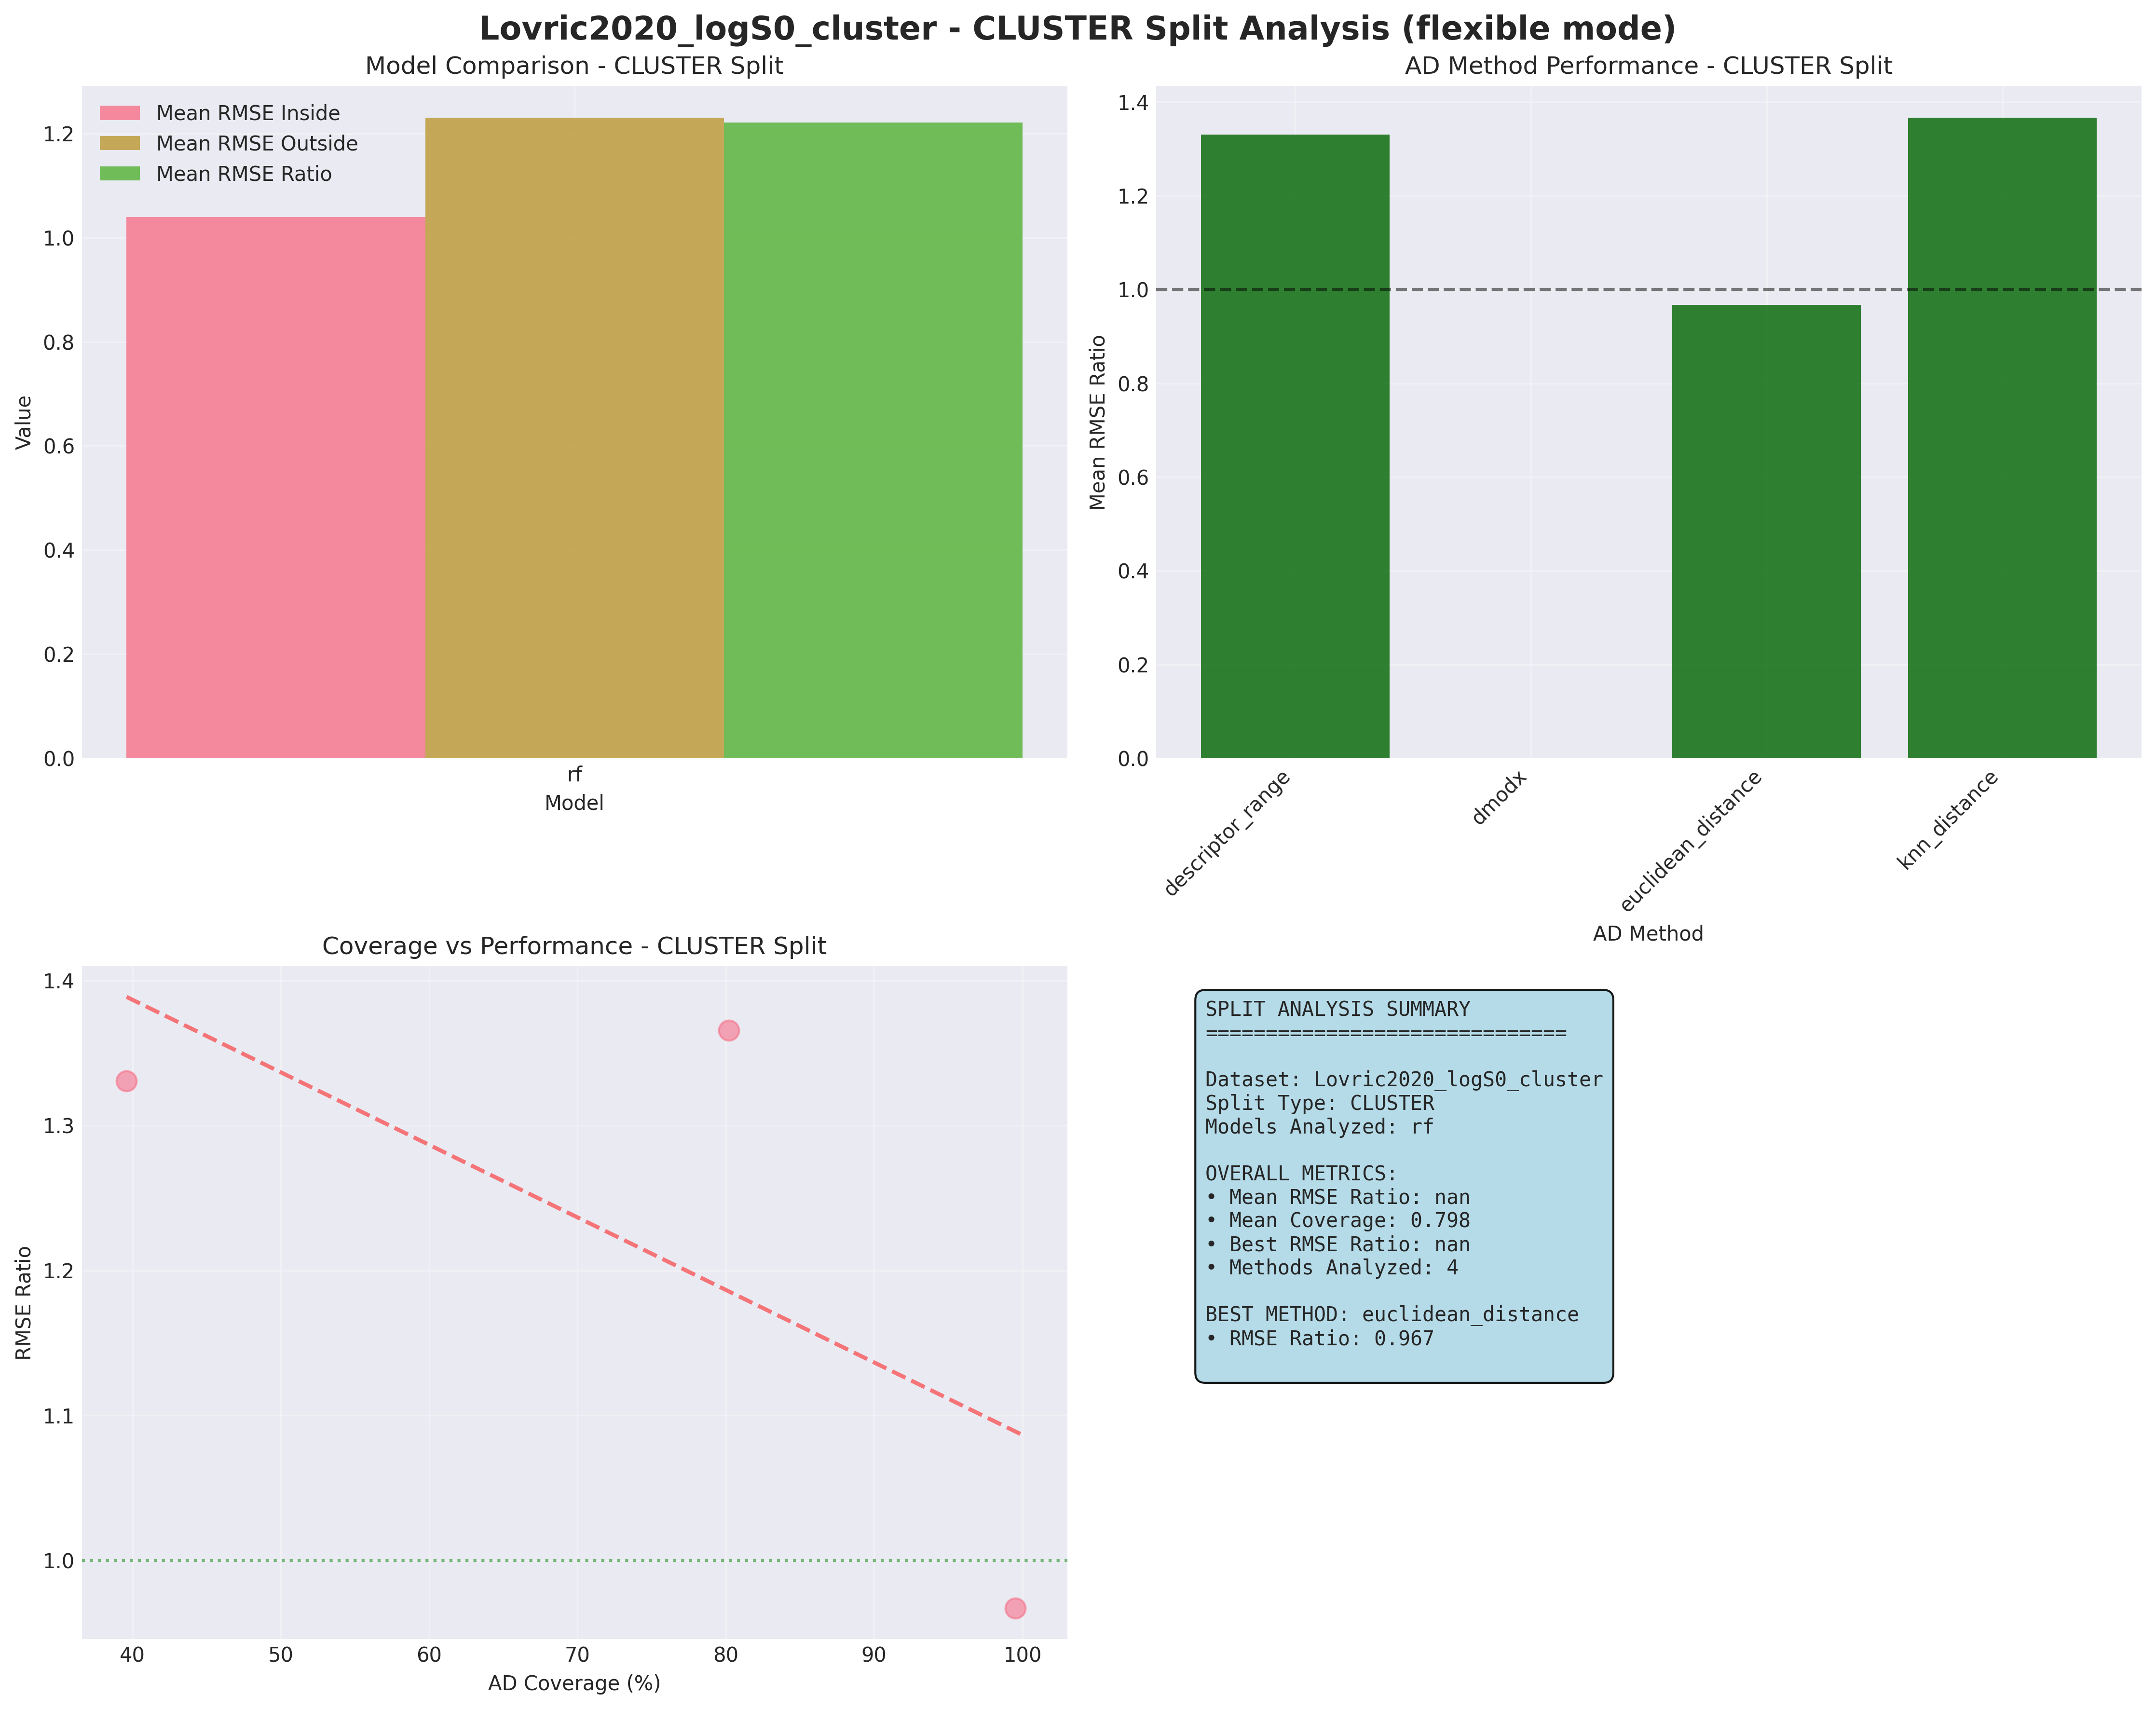 Lovric2020_logS0_cluster - CLUSTER Split Analysis (flexible mode)
Model Comparison - CLUSTER Split
Mean RMSE Inside
Mean RMSE Outside
Mean RMSE Ratio
Value
1.2
1.0
0.8
0.6
0.4
0.2
0.0
rf
Model
AD Method Performance - CLUSTER Split
Mean RMSE Ratio
1.4
1.2
1.0
0.8
0.6
0.4
0.2
0.0
descriptor_range
dmodx
euclidean_distance
knn_distance
AD Method
Coverage vs Performance - CLUSTER Split
RMSE Ratio
1.4
1.3
1.2
1.1
1.0
40
50
60
70
80
90
100
AD Coverage (%)
SPLIT ANALYSIS SUMMARY
==============================
Dataset: Lovric2020_logS0_cluster
Split Type: CLUSTER
Models Analyzed: rf
OVERALL METRICS:
• Mean RMSE Ratio: nan
• Mean Coverage: 0.798
• Best RMSE Ratio: nan
• Methods Analyzed: 4
BEST METHOD: euclidean_distance
• RMSE Ratio: 0.967